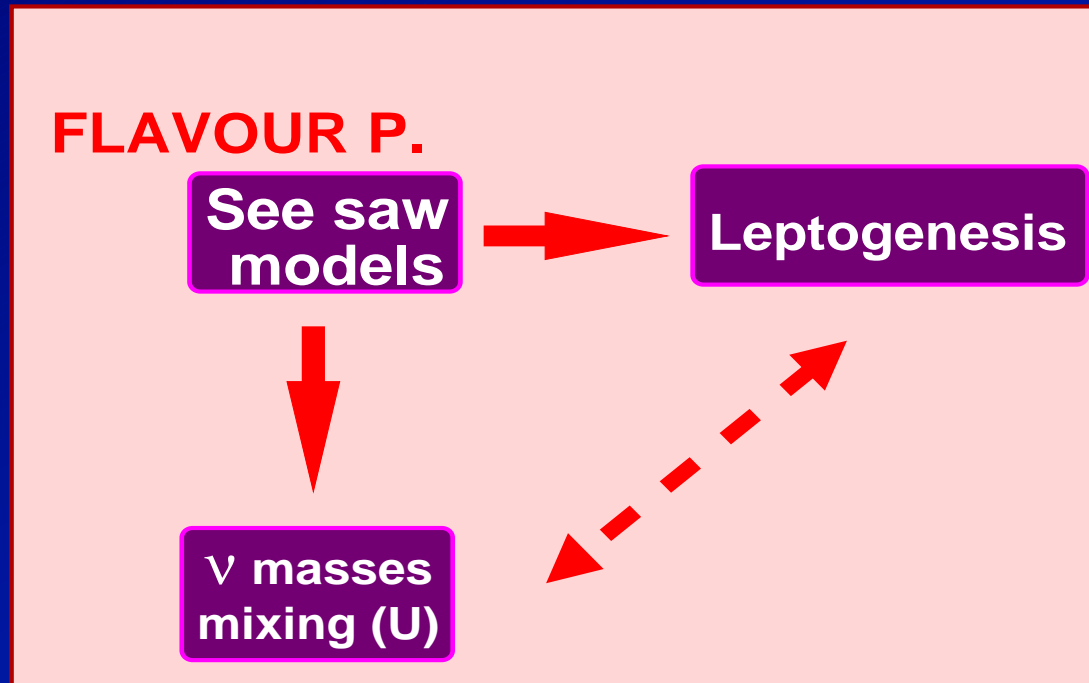 FLAVOUR P.
See saw
models
Leptogenesis
ν masses
mixing (U)